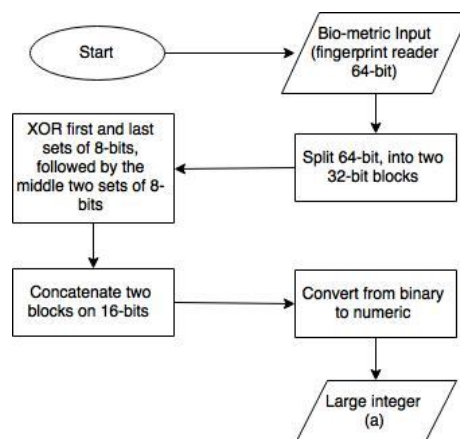 Start
Bio-metric Input
(fingerprint reader
64-bit)
Split 64-bit, into two
32-bit blocks
XOR first and last
sets of 8-bits,
followed by the
middle two sets of 8-
bits
Concatenate two
blocks on 16-bits
Convert from binary
to numeric
Large integer
(a)